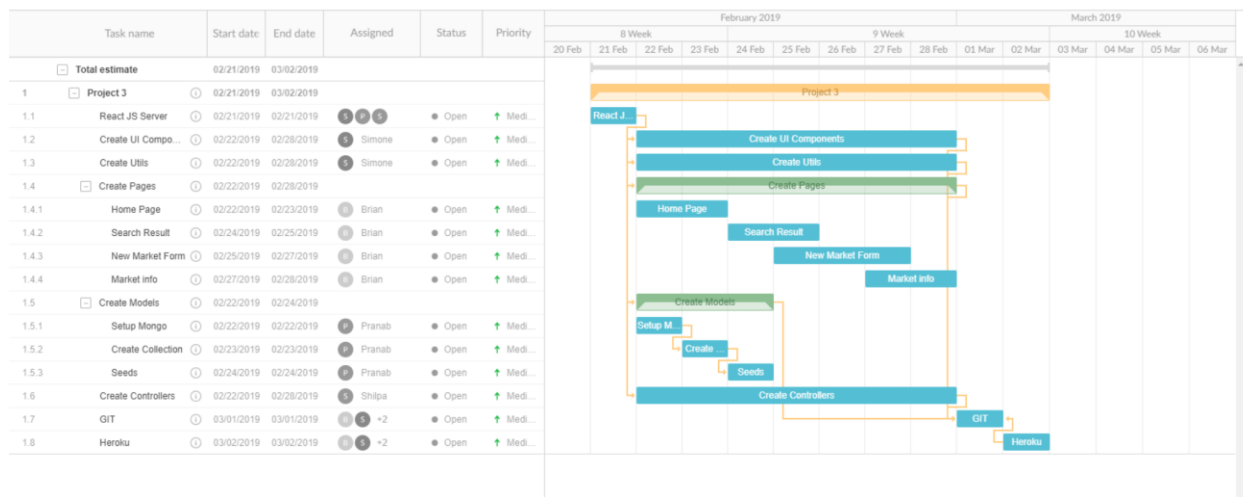 February 2019 March 2019
Task name Start date End date Assigned Status Priority 8 Week 9 Week 10 Week
20 Feb 21 Feb 22 Feb 23 Feb 24 Feb 25 Feb 26 Feb 27 Feb 28 Feb 01 Mar 02 Mar 03 Mar 04 Mar 05 Mar 06 Mar
Total estimate 02/21/2019 03/02/2019
1 Project 3 02/21/2019 03/02/2019 Project 3
1.1 React JS Server 02/21/2019 02/21/2019 S P S Open Medi... React J...
1.2 Create UI Compo... 02/22/2019 02/28/2019 S Simone Open Medi... Create UI Components
1.3 Create Utils 02/22/2019 02/28/2019 S Simone Open Medi... Create Utils
1.4 Create Pages 02/22/2019 02/28/2019 Create Pages
1.4.1 Home Page 02/22/2019 02/23/2019 B Brian Open Medi... Home Page
1.4.2 Search Result 02/24/2019 02/25/2019 B Brian Open Medi... Search Result
1.4.3 New Market Form 02/25/2019 02/27/2019 B Brian Open Medi... New Market Form
1.4.4 Market info 02/27/2019 02/28/2019 B Brian Open Medi... Market info
1.5 Create Models 02/22/2019 02/24/2019 Create Models
1.5.1 Setup Mongo 02/22/2019 02/22/2019 P Pranab Open Medi... Setup M...
1.5.2 Create Collection 02/23/2019 02/23/2019 P Pranab Open Medi... Create ...
1.5.3 Seeds 02/24/2019 02/24/2019 P Pranab Open Medi... Seeds
1.6 Create Controllers 02/22/2019 02/28/2019 S Shilpa Open Medi... Create Controllers
1.7 GIT 03/01/2019 03/01/2019 B S +2 Open Medi... GIT
1.8 Heroku 03/02/2019 03/02/2019 B S +2 Open Medi... Heroku